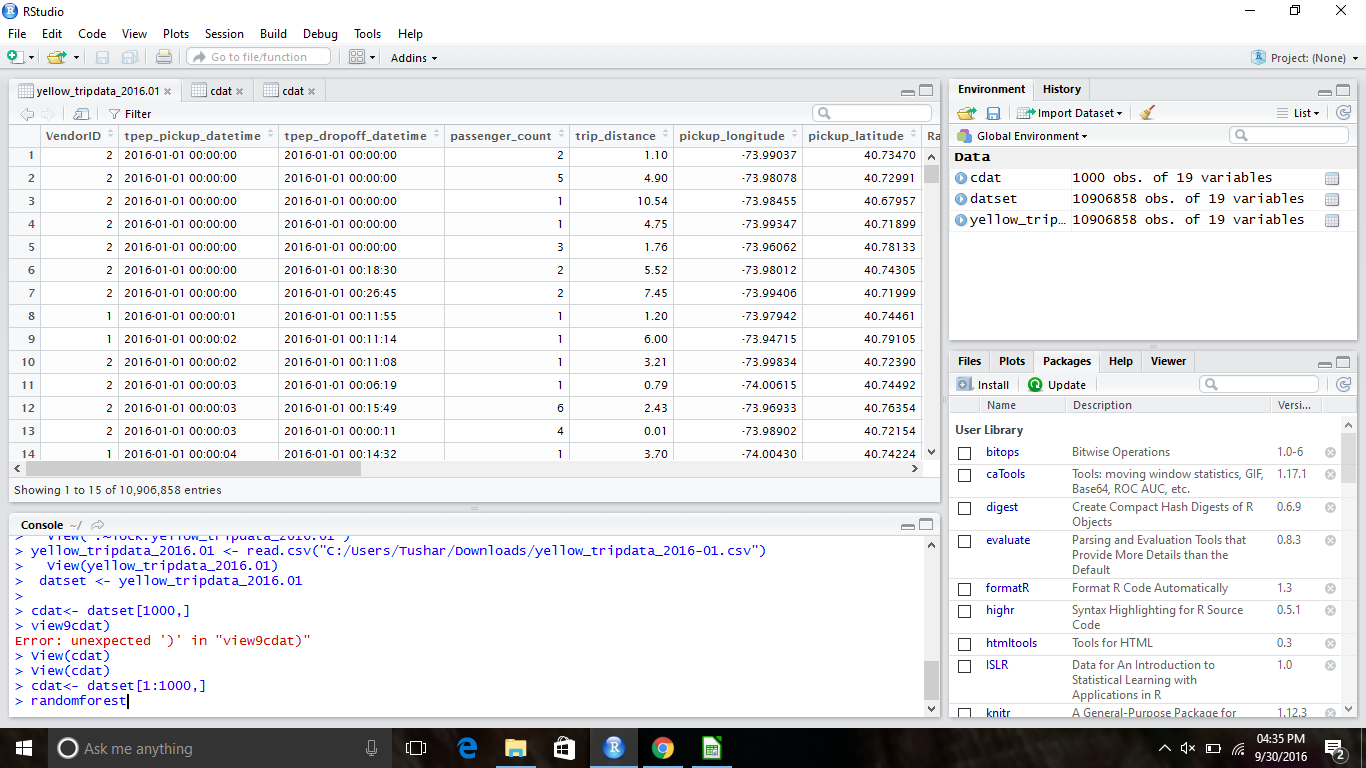 RStudio
File Edit Code View Plots Session Build Debug Tools Help
Go to file/function Addins Project: (None)
yellow_tripdata_2016.01 cdat cdat
Filter
VendorID tpep_pickup_datetime tpep_dropoff_datetime passenger_count trip_distance pickup_longitude pickup_latitude Ra
1 2 2016-01-01 00:00:00 2016-01-01 00:00:00 2 1.10 -73.99037 40.73470
2 2 2016-01-01 00:00:00 2016-01-01 00:00:00 5 4.90 -73.98078 40.72991
3 2 2016-01-01 00:00:00 2016-01-01 00:00:00 1 10.54 -73.98455 40.67957
4 2 2016-01-01 00:00:00 2016-01-01 00:00:00 1 4.75 -73.99347 40.71899
5 2 2016-01-01 00:00:00 2016-01-01 00:00:00 3 1.76 -73.96062 40.78133
6 2 2016-01-01 00:00:00 2016-01-01 00:18:30 2 5.52 -73.98012 40.74305
7 2 2016-01-01 00:00:00 2016-01-01 00:26:45 2 7.45 -73.99406 40.71999
8 1 2016-01-01 00:00:01 2016-01-01 00:11:55 1 1.20 -73.97942 40.74461
9 1 2016-01-01 00:00:02 2016-01-01 00:11:14 1 6.00 -73.94715 40.79105
10 2 2016-01-01 00:00:02 2016-01-01 00:11:08 1 3.21 -73.99834 40.72390
11 2 2016-01-01 00:00:03 2016-01-01 00:06:19 1 0.79 -74.00615 40.74492
12 2 2016-01-01 00:00:03 2016-01-01 00:15:49 6 2.43 -73.96933 40.76354
13 2 2016-01-01 00:00:03 2016-01-01 00:00:11 4 0.01 -73.98902 40.72154
14 1 2016-01-01 00:00:04 2016-01-01 00:14:32 1 3.70 -74.00430 40.74224
Showing 1 to 15 of 10,906,858 entries
Console ~/
> View(".~lock.yellow_tripdata_2016.01")
> yellow_tripdata_2016.01 <- read.csv("C:/Users/Tushar/Downloads/yellow_tripdata_2016-01.csv")
> View(yellow_tripdata_2016.01)
> datset <- yellow_tripdata_2016.01
>
> cdat<- datset[1000,]
> view9cdat)
Error: unexpected ')' in "view9cdat)"
> View(cdat)
> View(cdat)
> cdat<- datset[1:1000,]
> randomforest
Environment History
Import Dataset List
Global Environment
Data
cdat 1000 obs. of 19 variables
datset 10906858 obs. of 19 variables
yellow_trip... 10906858 obs. of 19 variables
Files Plots Packages Help Viewer
Install Update
Name Description Versi...
User Library
bitops Bitwise Operations 1.0-6
caTools Tools: moving window statistics, GIF, 1.17.1
Base64, ROC AUC, etc.
digest Create Compact Hash Digests of R 0.6.9
Objects
evaluate Parsing and Evaluation Tools that 0.8.3
Provide More Details than the
Default
formatR Format R Code Automatically 1.3
highr Syntax Highlighting for R Source 0.5.1
Code
htmltools Tools for HTML 0.3
ISLR Data for An Introduction to 1.0
Statistical Learning with
Applications in R
knitr A General-Purpose Package for 1.12.3
Ask me anything
04:35 PM
9/30/2016
2